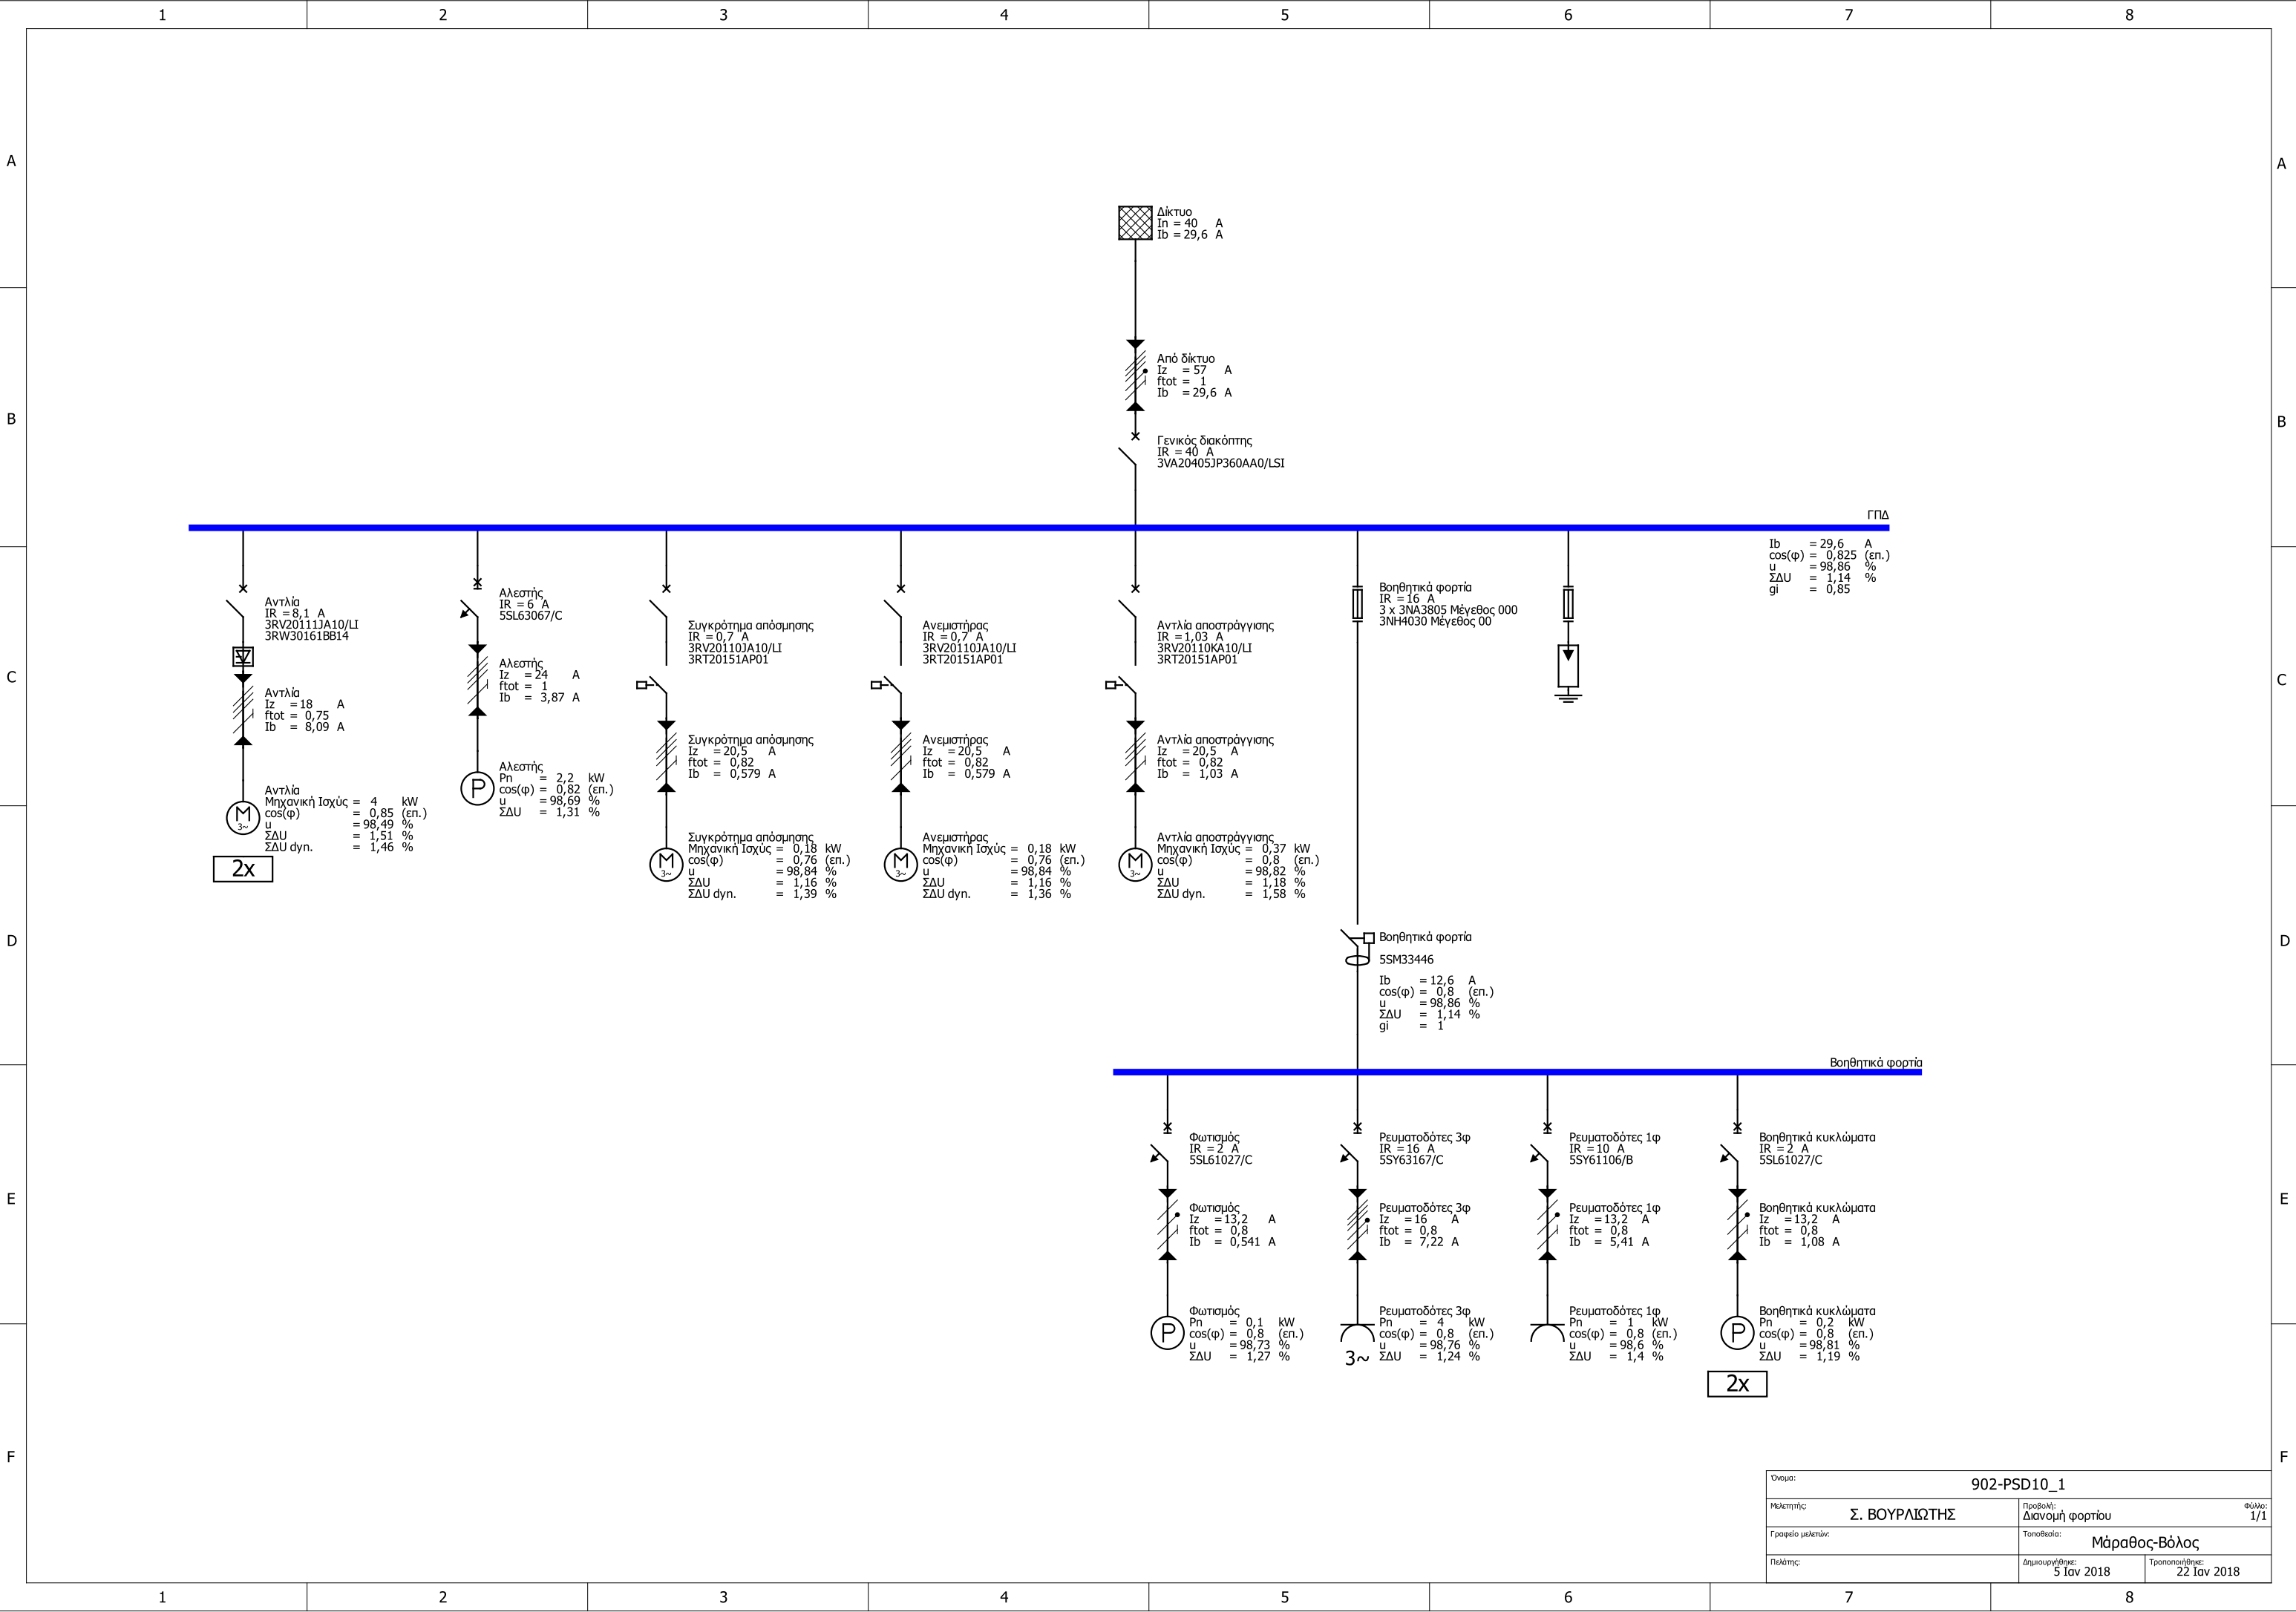 1 2 3 4 5 6 7 8
A A
B B
C C
D D
E E
F F
Δίκτυο
In = 40 A
Ib = 29,6 A
Από δίκτυο
Iz = 57 A
ftot = 1
Ib = 29,6 A
Γενικός διακόπτης
IR = 40 A
3VA20405JP360AA0/LSI
ΓΠΔ
Ib = 29,6 A
cos(φ) = 0,825 (επ.)
u = 98,86 %
ΣΔU = 1,14 %
gi = 0,85
Αντλία
IR = 8,1 A
3RV20111JA10/LI
3RW30161BB14
Αντλία
Iz = 18 A
ftot = 0,75
Ib = 8,09 A
Αντλία
Μηχανική Ισχύς = 4 kW
cos(φ) = 0,85 (επ.)
u = 98,49 %
ΣΔU = 1,51 %
ΣΔU dyn. = 1,46 %
M
3~
2x
Αλεστής
IR = 6 A
5SL63067/C
Αλεστής
Iz = 24 A
ftot = 1
Ib = 3,87 A
Αλεστής
Pn = 2,2 kW
cos(φ) = 0,82 (επ.)
u = 98,69 %
ΣΔU = 1,31 %
P
Συγκρότημα απόσμησης
IR = 0,7 A
3RV20110JA10/LI
3RT20151AP01
Συγκρότημα απόσμησης
Iz = 20,5 A
ftot = 0,82
Ib = 0,579 A
Συγκρότημα απόσμησης
Μηχανική Ισχύς = 0,18 kW
cos(φ) = 0,76 (επ.)
u = 98,84 %
ΣΔU = 1,16 %
ΣΔU dyn. = 1,39 %
M
3~
Ανεμιστήρας
IR = 0,7 A
3RV20110JA10/LI
3RT20151AP01
Ανεμιστήρας
Iz = 20,5 A
ftot = 0,82
Ib = 0,579 A
Ανεμιστήρας
Μηχανική Ισχύς = 0,18 kW
cos(φ) = 0,76 (επ.)
u = 98,84 %
ΣΔU = 1,16 %
ΣΔU dyn. = 1,36 %
M
3~
Αντλία αποστράγγισης
IR = 1,03 A
3RV20110KA10/LI
3RT20151AP01
Αντλία αποστράγγισης
Iz = 20,5 A
ftot = 0,82
Ib = 1,03 A
Αντλία αποστράγγισης
Μηχανική Ισχύς = 0,37 kW
cos(φ) = 0,8 (επ.)
u = 98,82 %
ΣΔU = 1,18 %
ΣΔU dyn. = 1,58 %
M
3~
Βοηθητικά φορτία
IR = 16 A
3 x 3NA3805 Μέγεθος 000
3NH4030 Μέγεθος 00
Βοηθητικά φορτία
5SM33446
Ib = 12,6 A
cos(φ) = 0,8 (επ.)
u = 98,86 %
ΣΔU = 1,14 %
gi = 1
Βοηθητικά φορτία
Φωτισμός
IR = 2 A
5SL61027/C
Φωτισμός
Iz = 13,2 A
ftot = 0,8
Ib = 0,541 A
Φωτισμός
Pn = 0,1 kW
cos(φ) = 0,8 (επ.)
u = 98,73 %
ΣΔU = 1,27 %
P
Ρευματοδότες 3φ
IR = 16 A
5SY63167/C
Ρευματοδότες 3φ
Iz = 16 A
ftot = 0,8
Ib = 7,22 A
Ρευματοδότες 3φ
Pn = 4 kW
cos(φ) = 0,8 (επ.)
u = 98,76 %
ΣΔU = 1,24 %
3~
Ρευματοδότες 1φ
IR = 10 A
5SY61106/B
Ρευματοδότες 1φ
Iz = 13,2 A
ftot = 0,8
Ib = 5,41 A
Ρευματοδότες 1φ
Pn = 1 kW
cos(φ) = 0,8 (επ.)
u = 98,6 %
ΣΔU = 1,4 %
Βοηθητικά κυκλώματα
IR = 2 A
5SL61027/C
Βοηθητικά κυκλώματα
Iz = 13,2 A
ftot = 0,8
Ib = 1,08 A
Βοηθητικά κυκλώματα
Pn = 0,2 kW
cos(φ) = 0,8 (επ.)
u = 98,81 %
ΣΔU = 1,19 %
P
2x
Όνομα: 902-PSD10_1
Μελετητής: Σ. ΒΟΥΡΛΙΩΤΗΣ
Προβολή: Διανομή φορτίου
Φύλλο: 1/1
Γραφείο μελετών:
Τοποθεσία: Μάραθος-Βόλος
Πελάτης:
Δημιουργήθηκε: 5 Ιαν 2018
Τροποποιήθηκε: 22 Ιαν 2018
1 2 3 4 5 6 7 8